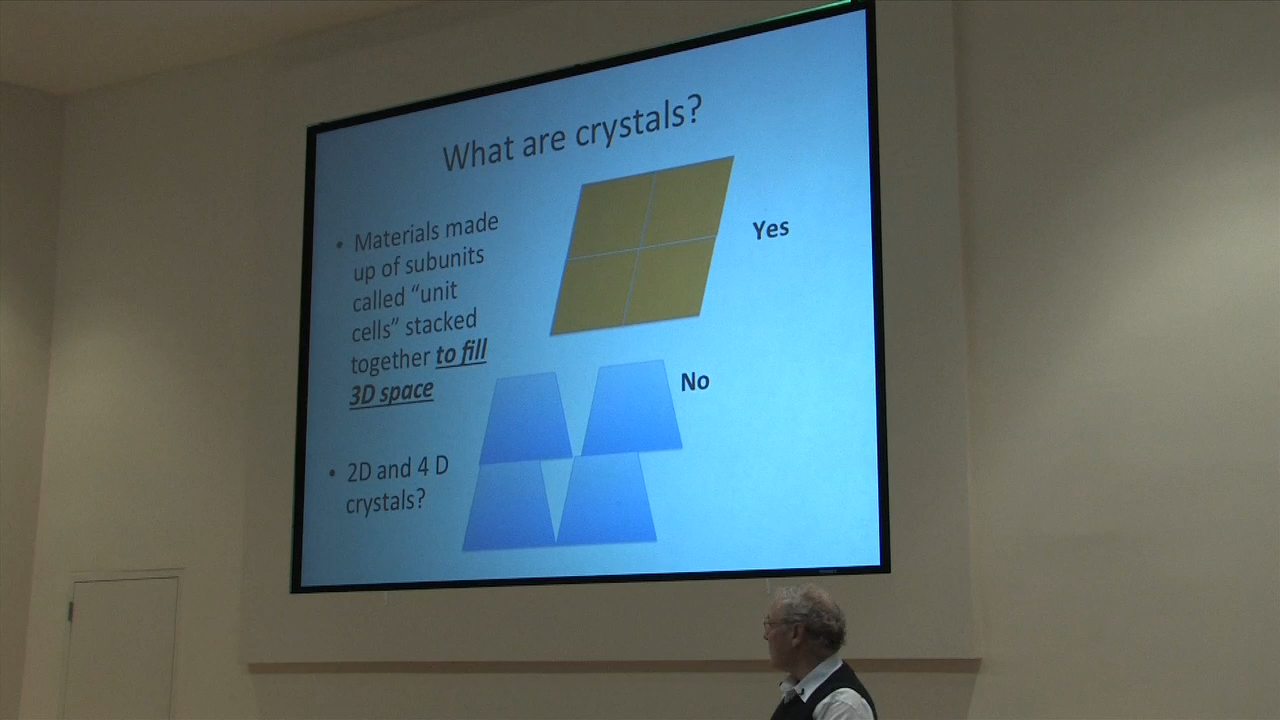 What are crystals?
• Materials made
up of subunits
called “unit
cells” stacked
together to fill
3D space
Yes
No
• 2D and 4 D
crystals?